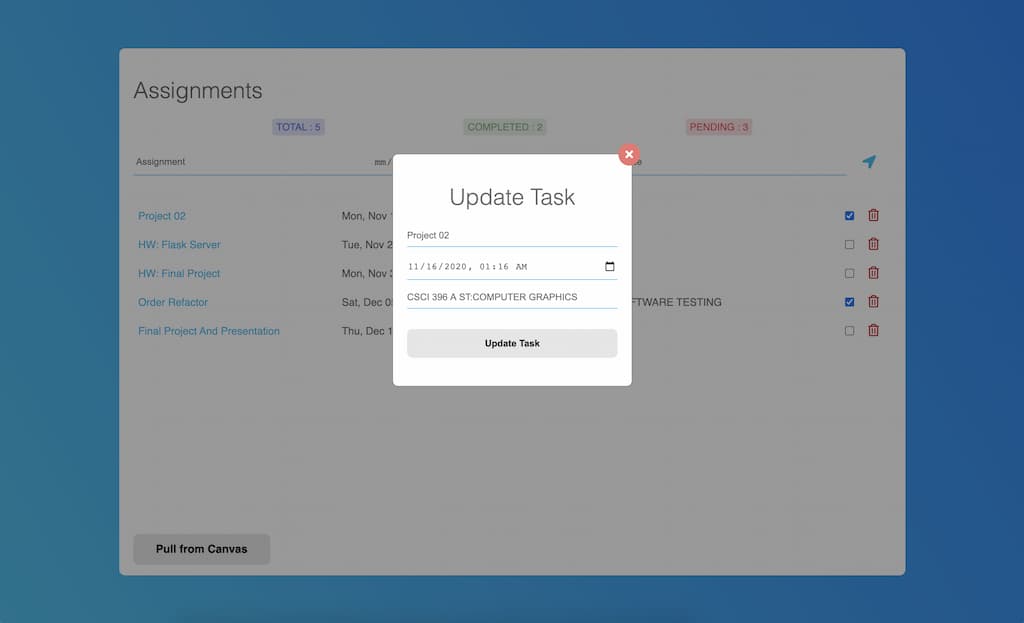 Assignments
TOTAL : 5
COMPLETED : 2
PENDING : 3
Assignment
mm/
Update Task
Project 02
11/16/2020, 01:16 AM
CSCI 396 A ST:COMPUTER GRAPHICS
Update Task
Project 02 Mon, Nov
HW: Flask Server Tue, Nov 2
HW: Final Project Mon, Nov
Order Refactor Sat, Dec 0 FTWARE TESTING
Final Project And Presentation Thu, Dec 1
Pull from Canvas